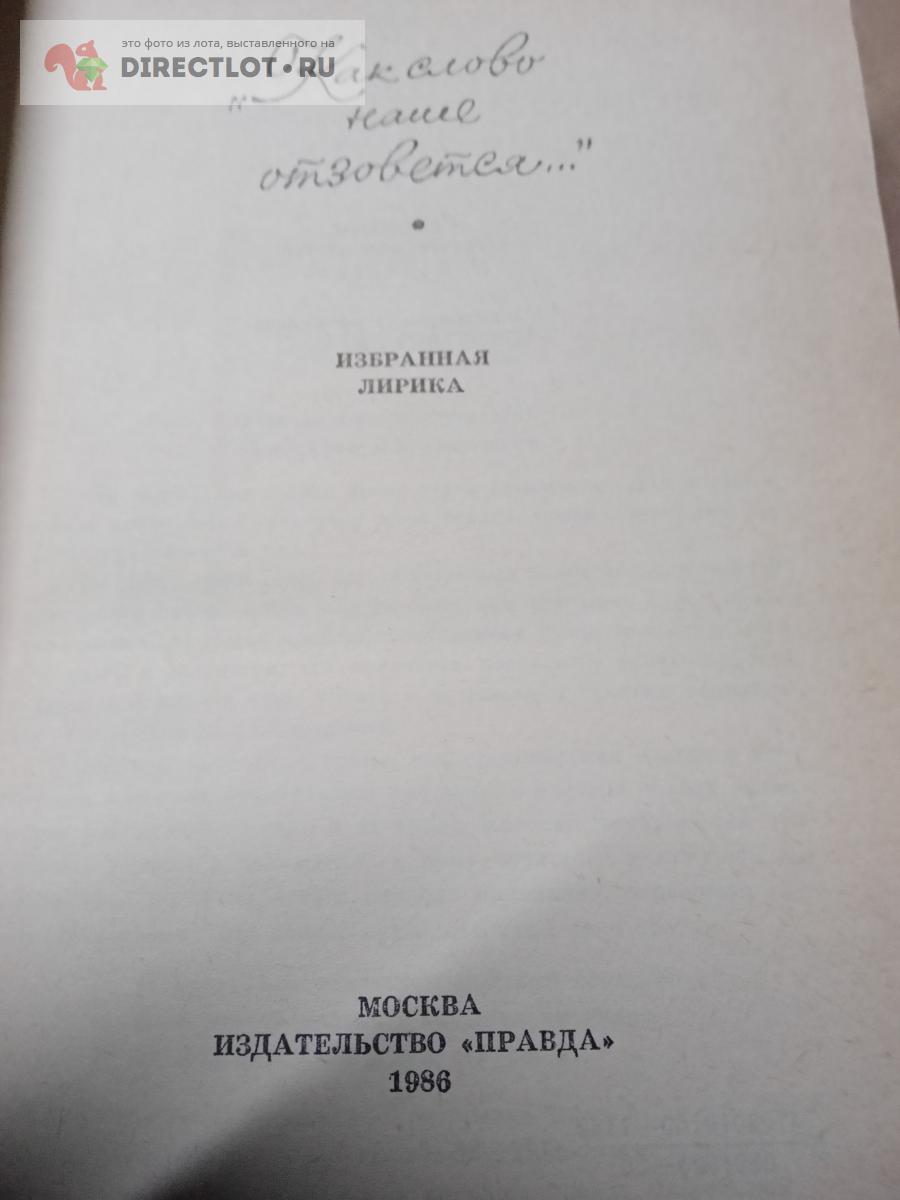 это фото из лота, выставленного на
DIRECTLOT.RU
"Как слово
наше
отзовется..."
ИЗБРАННАЯ
ЛИРИКА
МОСКВА
ИЗДАТЕЛЬСТВО «ПРАВДА»
1986